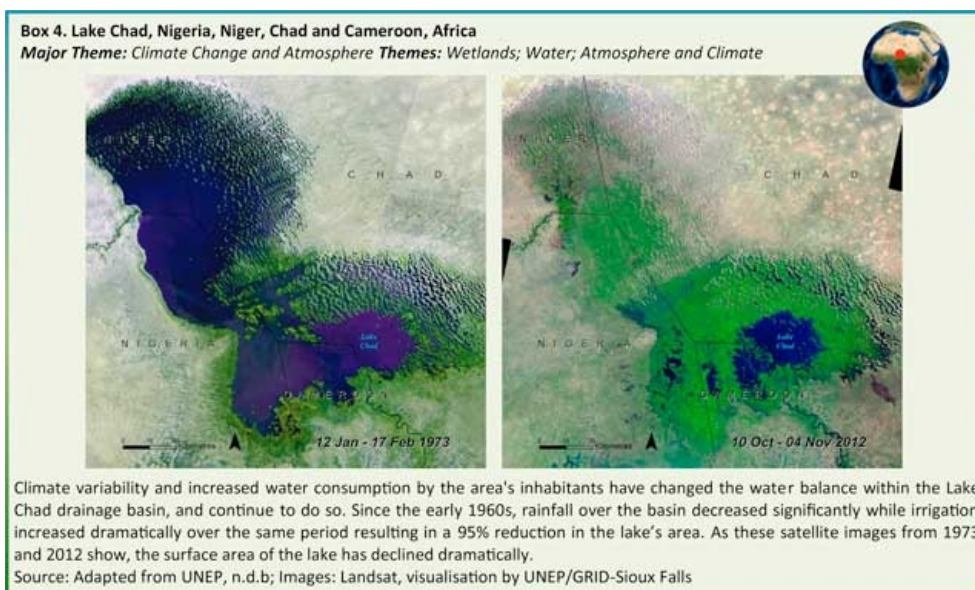 Box 4. Lake Chad, Nigeria, Niger, Chad and Cameroon, Africa
Major Theme: Climate Change and Atmosphere Themes: Wetlands; Water; Atmosphere and Climate
NIGER
CHAD
NIGERIA
Lake
Chad
CAMEROON
12 Jan - 17 Feb 1973
NIGER
CHAD
NIGERIA
Lake
Chad
CAMEROON
10 Oct - 04 Nov 2012
Climate variability and increased water consumption by the area's inhabitants have changed the water balance within the Lake
Chad drainage basin, and continue to do so. Since the early 1960s, rainfall over the basin decreased significantly while irrigation
increased dramatically over the same period resulting in a 95% reduction in the lake's area. As these satellite images from 1973
and 2012 show, the surface area of the lake has declined dramatically.
Source: Adapted from UNEP, n.d.b; Images: Landsat, visualisation by UNEP/GRID-Sioux Falls